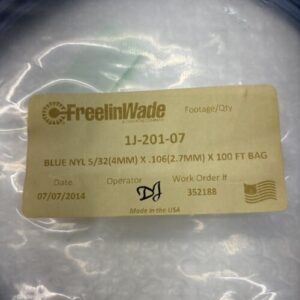 FreelinWade
Footage/Qty
1J-201-07
BLUE NYL 5/32(4MM) X .106(2.7MM) X 100 FT BAG
Date Operator Work Order #
07/07/2014 DJ 352188
Made in the USA